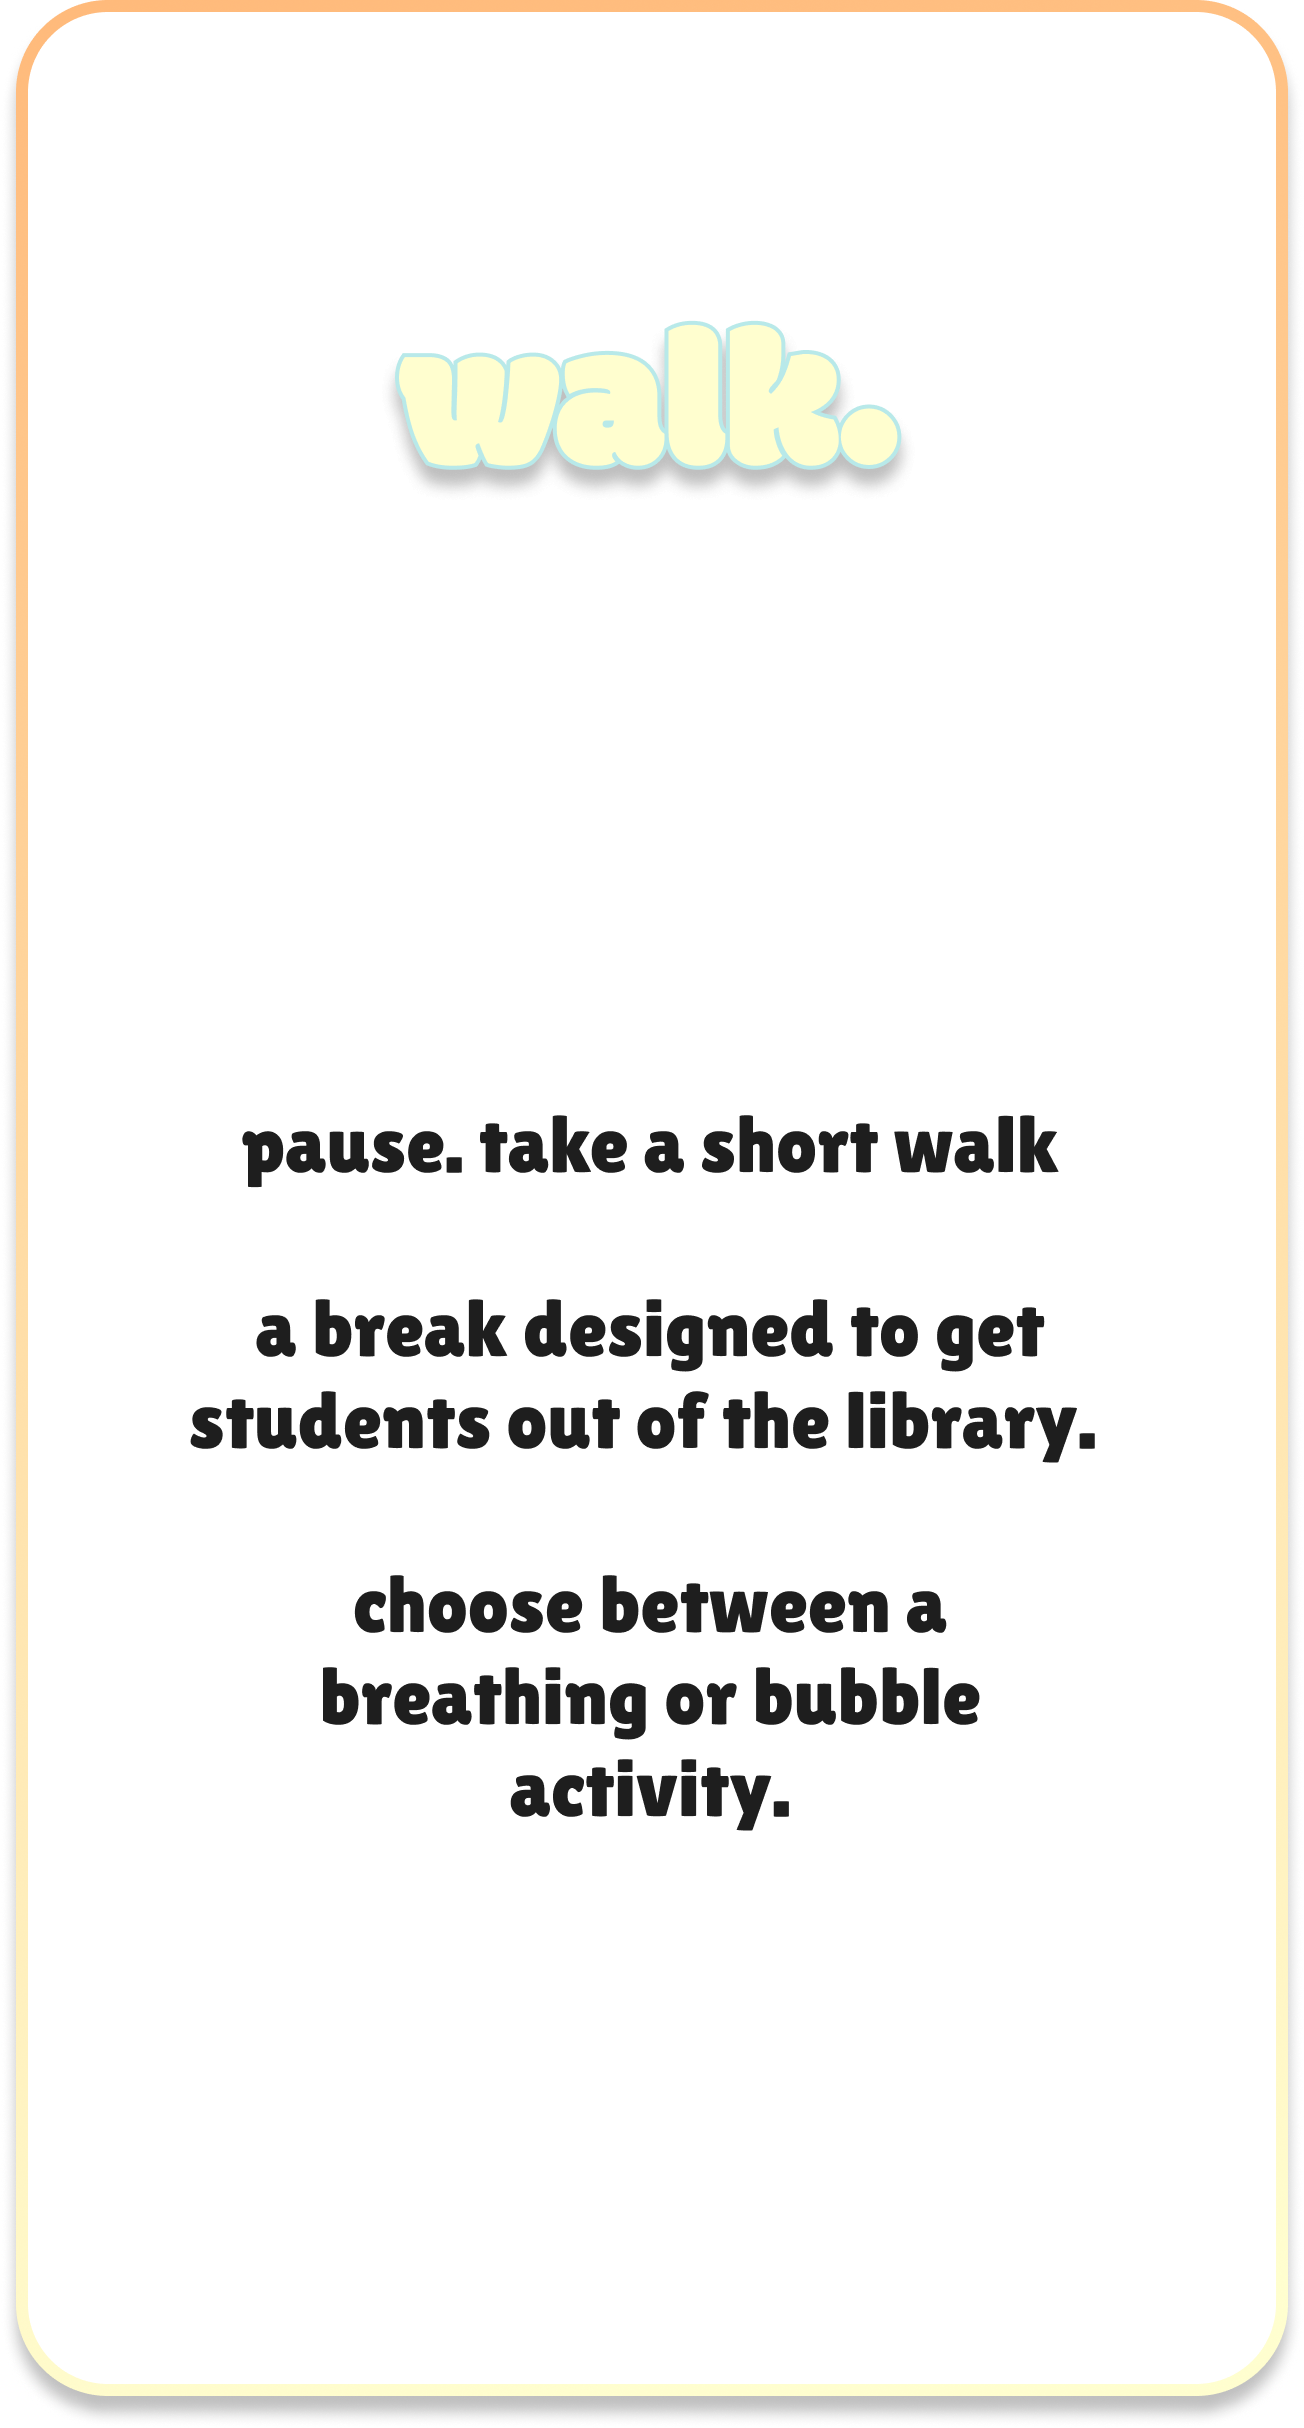 walk.
pause. take a short walk
a break designed to get
students out of the library.
choose between a
breathing or bubble
activity.